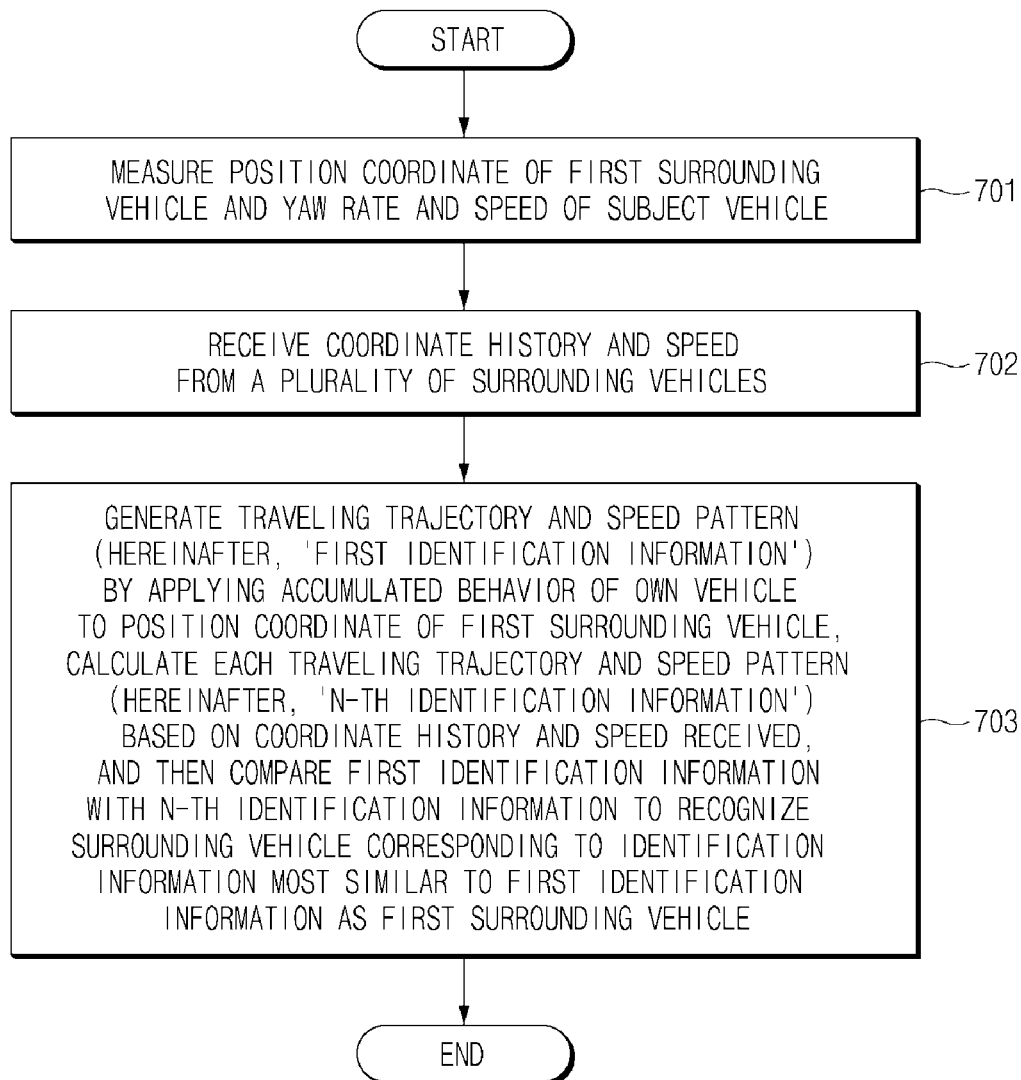 START
MEASURE POSITION COORDINATE OF FIRST SURROUNDING
VEHICLE AND YAW RATE AND SPEED OF SUBJECT VEHICLE
701
RECEIVE COORDINATE HISTORY AND SPEED
FROM A PLURALITY OF SURROUNDING VEHICLES
702
GENERATE TRAVELING TRAJECTORY AND SPEED PATTERN
(HEREINAFTER, 'FIRST IDENTIFICATION INFORMATION')
BY APPLYING ACCUMULATED BEHAVIOR OF OWN VEHICLE
TO POSITION COORDINATE OF FIRST SURROUNDING VEHICLE,
CALCULATE EACH TRAVELING TRAJECTORY AND SPEED PATTERN
(HEREINAFTER, 'N-TH IDENTIFICATION INFORMATION')
BASED ON COORDINATE HISTORY AND SPEED RECEIVED,
AND THEN COMPARE FIRST IDENTIFICATION INFORMATION
WITH N-TH IDENTIFICATION INFORMATION TO RECOGNIZE
SURROUNDING VEHICLE CORRESPONDING TO IDENTIFICATION
INFORMATION MOST SIMILAR TO FIRST IDENTIFICATION
INFORMATION AS FIRST SURROUNDING VEHICLE
703
END